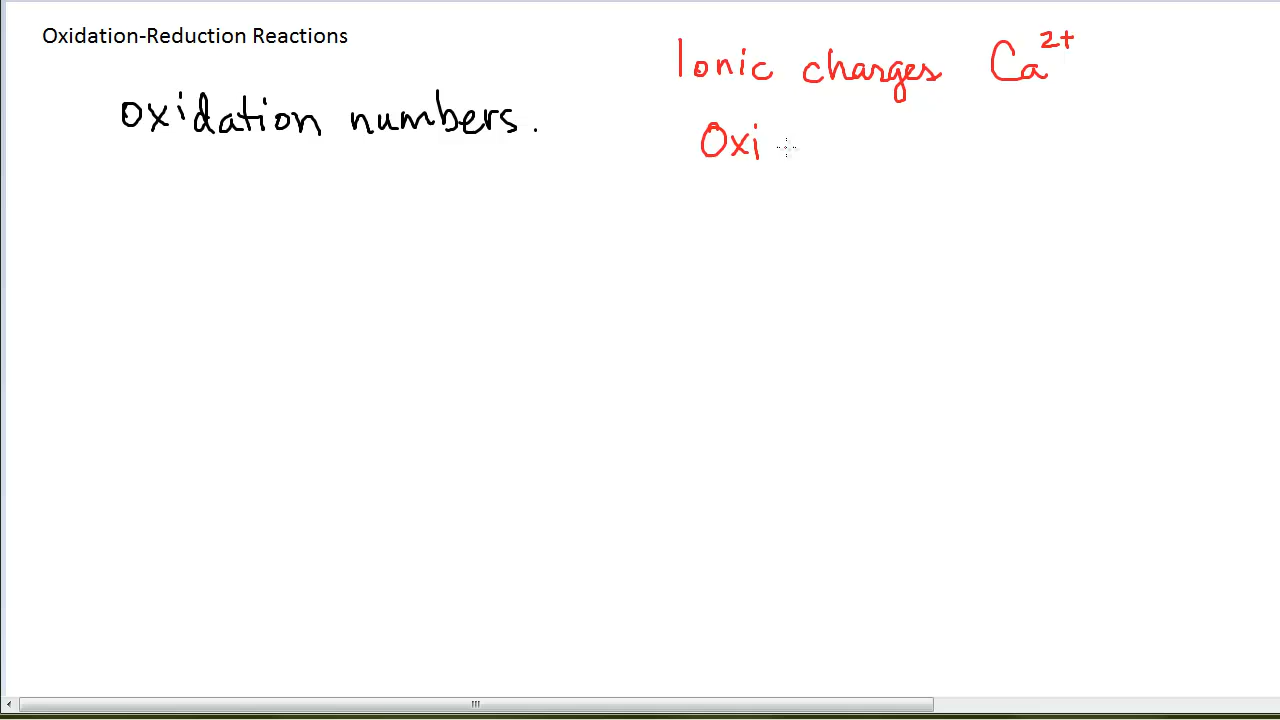 Oxidation-Reduction Reactions
Ionic charges Ca²⁺
oxidation numbers.
Oxi